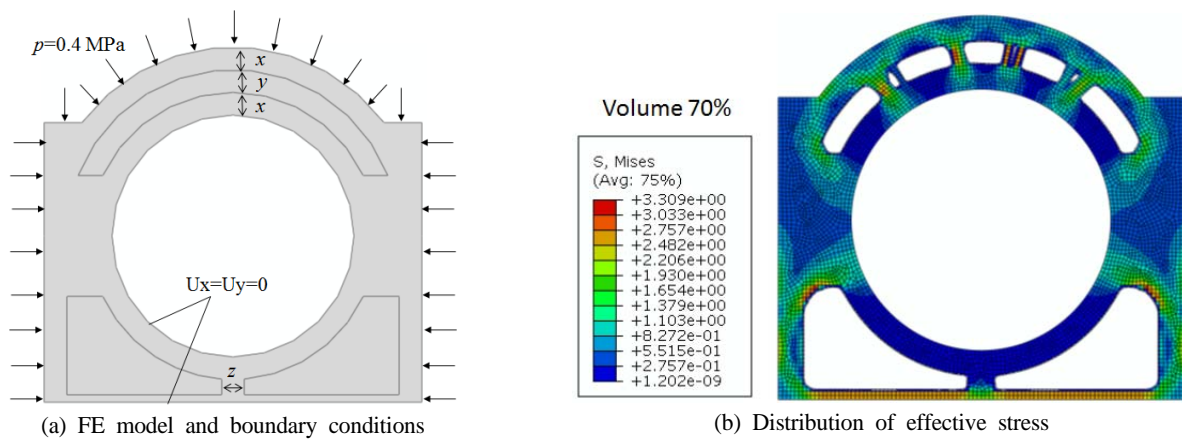 p=0.4 MPa
x
y
x
Ux=Uy=0
z
(a) FE model and boundary conditions
Volume 70%
S, Mises
(Avg: 75%)
+3.309e+00
+3.033e+00
+2.757e+00
+2.482e+00
+2.206e+00
+1.930e+00
+1.654e+00
+1.379e+00
+1.103e+00
+8.272e-01
+5.515e-01
+2.757e-01
+1.202e-09
(b) Distribution of effective stress